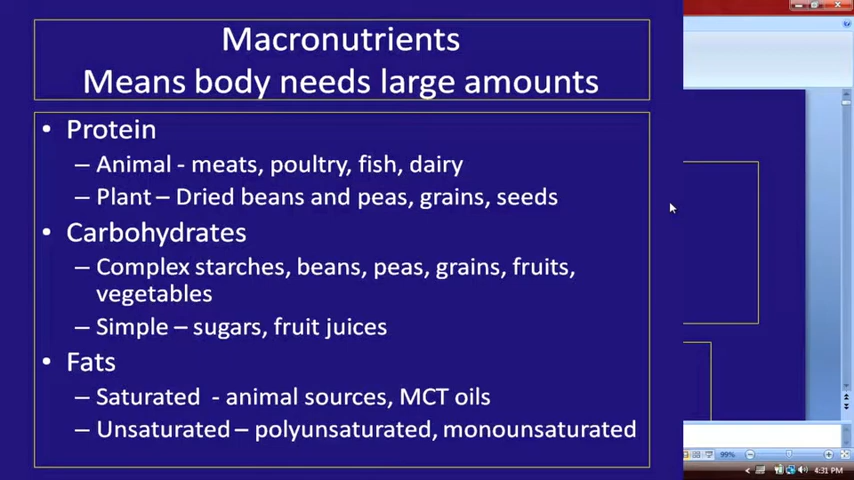 Macronutrients
Means body needs large amounts
• Protein
– Animal - meats, poultry, fish, dairy
– Plant – Dried beans and peas, grains, seeds
• Carbohydrates
– Complex starches, beans, peas, grains, fruits,
vegetables
– Simple – sugars, fruit juices
• Fats
– Saturated - animal sources, MCT oils
– Unsaturated – polyunsaturated, monounsaturated
99%
4:31 PM